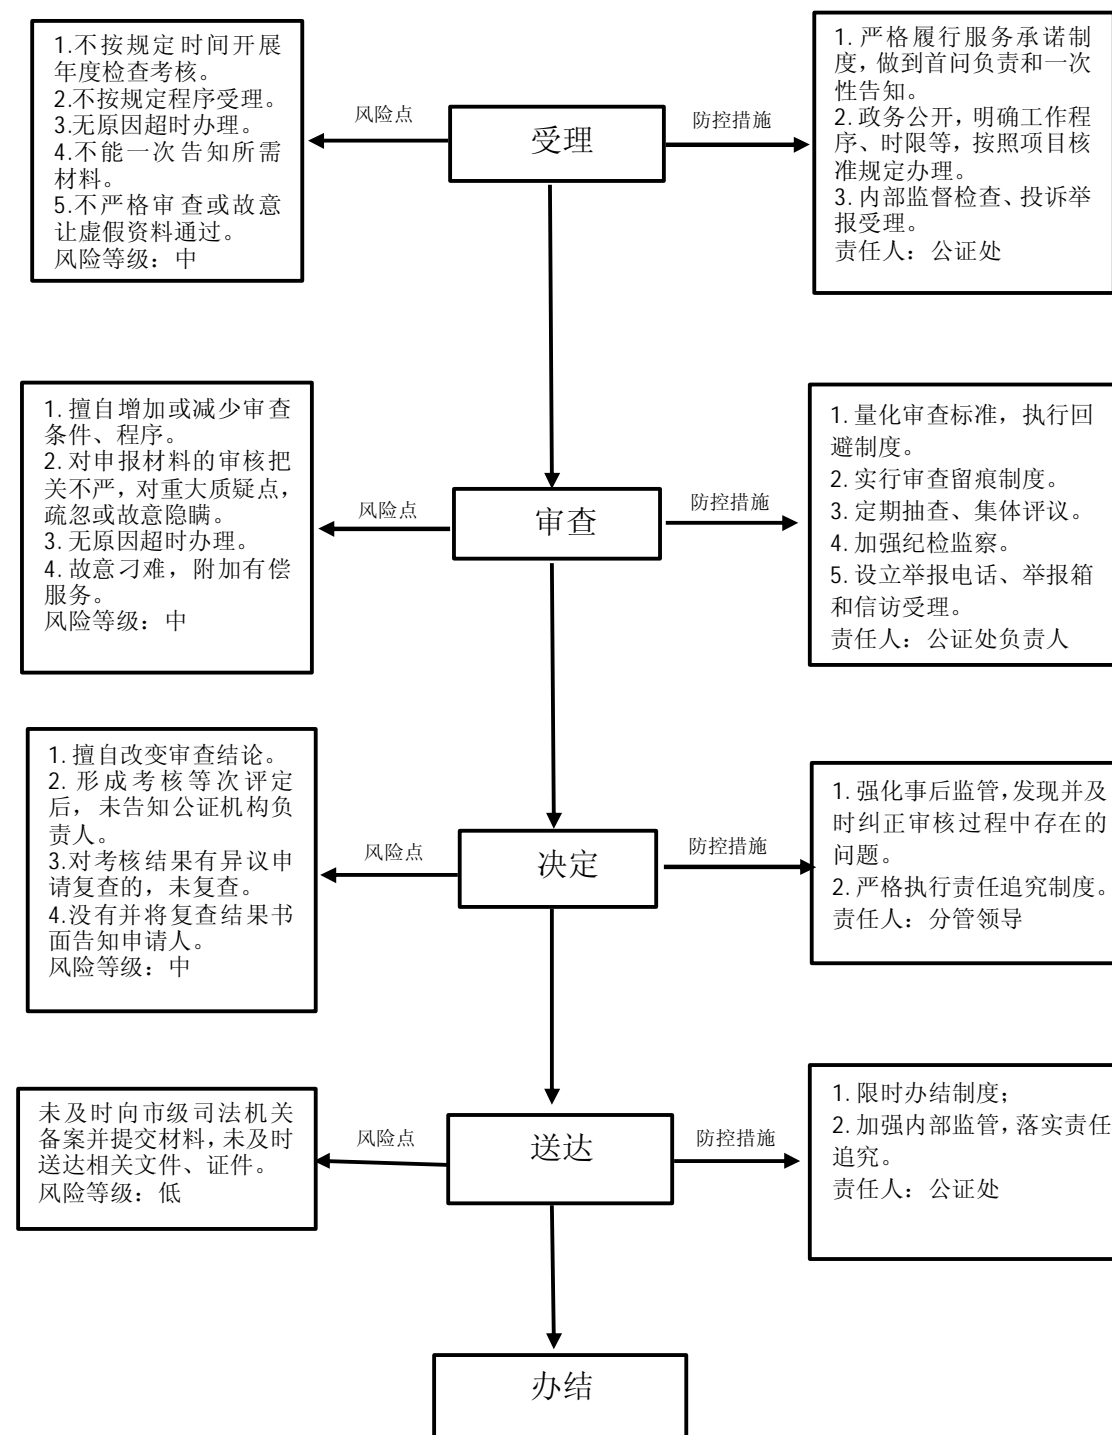 1.不按规定时间开展
年度检查考核。
2.不按规定程序受理。
3.无原因超时办理。
4.不能一次告知所需
材料。
5.不严格审查或故意
让虚假资料通过。
风险等级：中
风险点
受理
防控措施
1.严格履行服务承诺制
度，做到首问负责和一次
性告知。
2.政务公开，明确工作程
序、时限等，按照项目核
准规定办理。
3.内部监督检查、投诉举
报受理。
责任人：公证处
1.擅自增加或减少审查
条件、程序。
2.对申报材料的审核把
关不严，对重大质疑点，
疏忽或故意隐瞒。
3.无原因超时办理。
4.故意刁难，附加有偿
服务。
风险等级：中
风险点
审查
防控措施
1.量化审查标准，执行回
避制度。
2.实行审查留痕制度。
3.定期抽查、集体评议。
4.加强纪检监察。
5.设立举报电话、举报箱
和信访受理。
责任人：公证处负责人
1.擅自改变审查结论。
2.形成考核等次评定
后，未告知公证机构负
责人。
3.对考核结果有异议申
请复查的，未复查。
4.没有并将复查结果书
面告知申请人。
风险等级：中
风险点
决定
防控措施
1.强化事后监管，发现并及
时纠正审核过程中存在的
问题。
2.严格执行责任追究制度。
责任人：分管领导
未及时向市级司法机关
备案并提交材料，未及时
送达相关文件、证件。
风险等级：低
风险点
送达
防控措施
1.限时办结制度；
2.加强内部监管，落实责任
追究。
责任人：公证处
办结